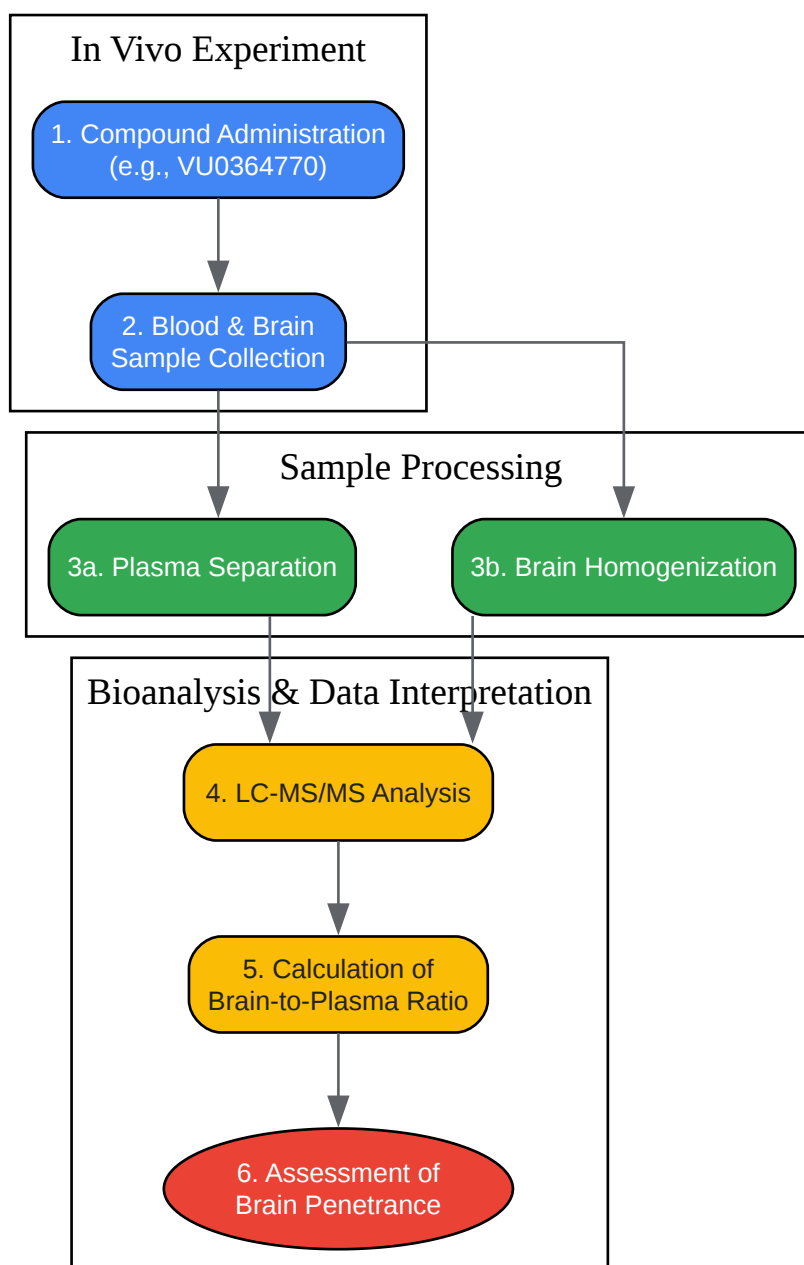 In Vivo Experiment
1. Compound Administration
(e.g., VU0364770)
2. Blood & Brain
Sample Collection
Sample Processing
3a. Plasma Separation
3b. Brain Homogenization
Bioanalysis & Data Interpretation
4. LC-MS/MS Analysis
5. Calculation of
Brain-to-Plasma Ratio
6. Assessment of
Brain Penetrance